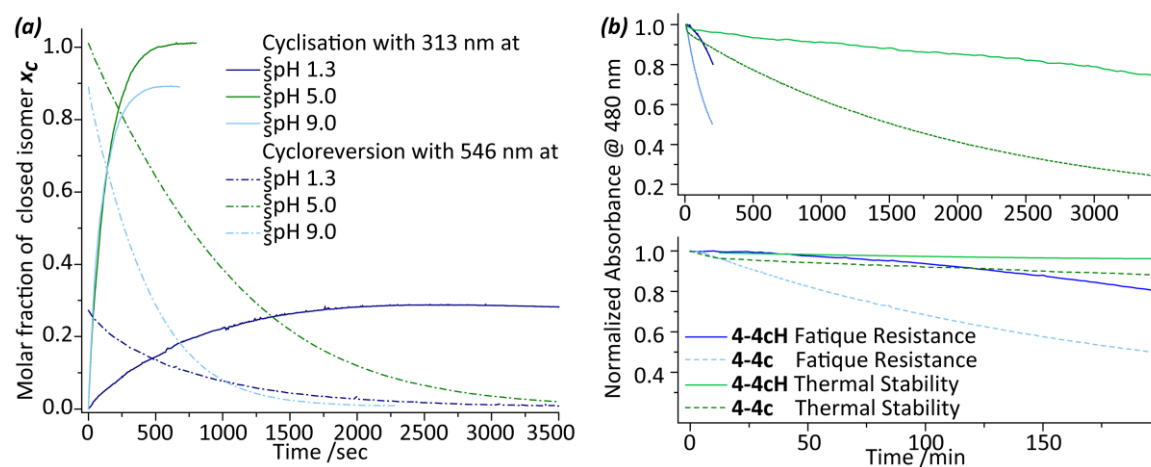 (a)
1.0
0.8
0.6
0.4
0.2
0.0
Molar fraction of closed isomer xc
0 500 1000 1500 2000 2500 3000 3500
Time /sec
Cyclisation with 313 nm at
s s pH 1.3
s s pH 5.0
s s pH 9.0
Cycloreversion with 546 nm at
s s pH 1.3
s s pH 5.0
s s pH 9.0
(b)
Normalized Absorbance @ 480 nm
1.0
0.8
0.6
0.4
0.2
0 500 1000 1500 2000 2500 3000
1.0
0.8
0.6
0.4
4-4cH Fatique Resistance
4-4c Fatique Resistance
4-4cH Thermal Stability
4-4c Thermal Stability
0 50 100 150
Time /min